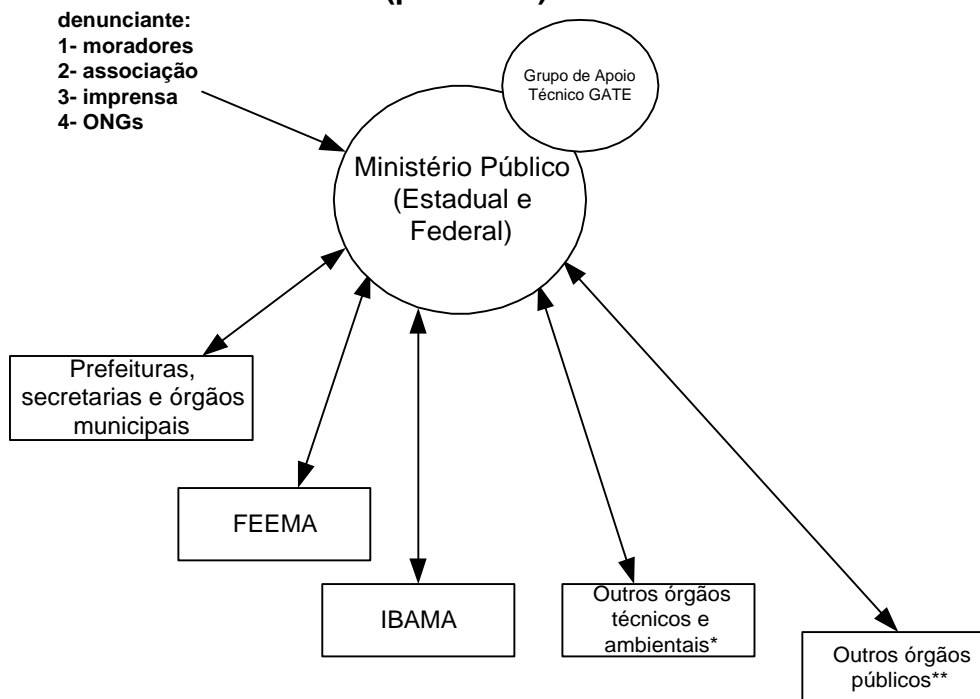 denunciante:
1- moradores
2- associação
3- imprensa
4- ONGs
Grupo de Apoio
Técnico GATE
Ministério Público
(Estadual e
Federal)
Prefeituras,
secretarias e órgãos
municipais
FEEMA
IBAMA
Outros órgãos
técnicos e
ambientais*
Outros órgãos
públicos**